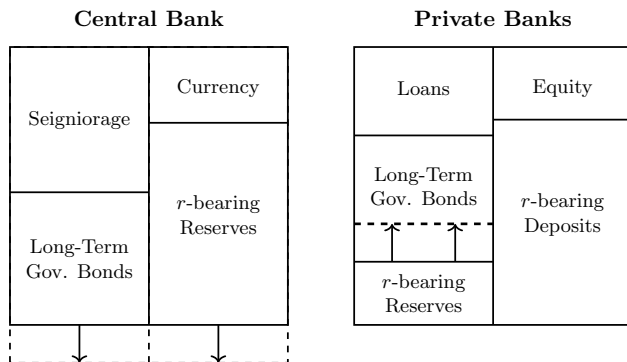 Central Bank
Seigniorage
Currency
Long-Term
Gov. Bonds
r-bearing
Reserves
Private Banks
Loans
Equity
Long-Term
Gov. Bonds
r-bearing
Deposits
r-bearing
Reserves